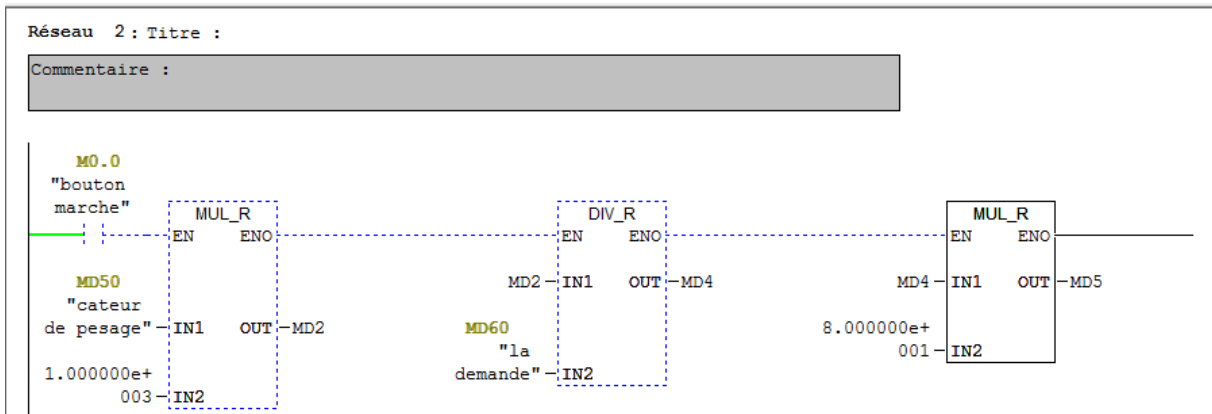 Réseau 2 : Titre :
Commentaire :
M0.0
"bouton
marche"
MUL_R
EN ENO
MD50
"cateur
de pesage"
IN1 OUT MD2
1.000000e+
003 IN2
DIV_R
EN ENO
MD2 IN1 OUT MD4
MD60
"la
demande" IN2
MUL_R
EN ENO
MD4 IN1 OUT MD5
8.000000e+
001 IN2